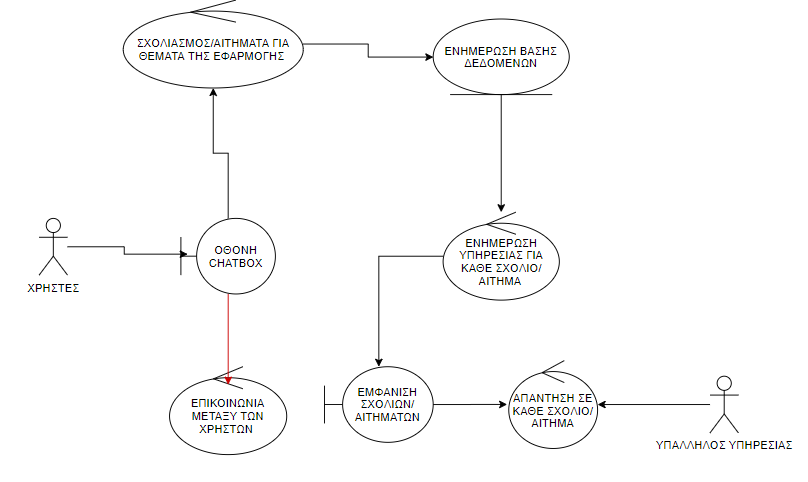 ΣΧΟΛΙΑΣΜΟΣ/ΑΙΤΗΜΑΤΑ ΓΙΑ
ΘΕΜΑΤΑ ΤΗΣ ΕΦΑΡΜΟΓΗΣ
ΕΝΗΜΕΡΩΣΗ ΒΑΣΗΣ
ΔΕΔΟΜΕΝΩΝ
ΟΘΟΝΗ
CHATBOX
ΧΡΗΣΤΕΣ
ΕΝΗΜΕΡΩΣΗ
ΥΠΗΡΕΣΙΑΣ ΓΙΑ
ΚΑΘΕ ΣΧΟΛΙΟ/
ΑΙΤΗΜΑ
ΕΠΙΚΟΙΝΩΝΙΑ
ΜΕΤΑΞΥ ΤΩΝ
ΧΡΗΣΤΩΝ
ΕΜΦΑΝΙΣΗ
ΣΧΟΛΙΩΝ/
ΑΙΤΗΜΑΤΩΝ
ΑΠΑΝΤΗΣΗ ΣΕ
ΚΑΘΕ ΣΧΟΛΙΟ/
ΑΙΤΗΜΑ
ΥΠΑΛΛΗΛΟΣ ΥΠΗΡΕΣΙΑΣ